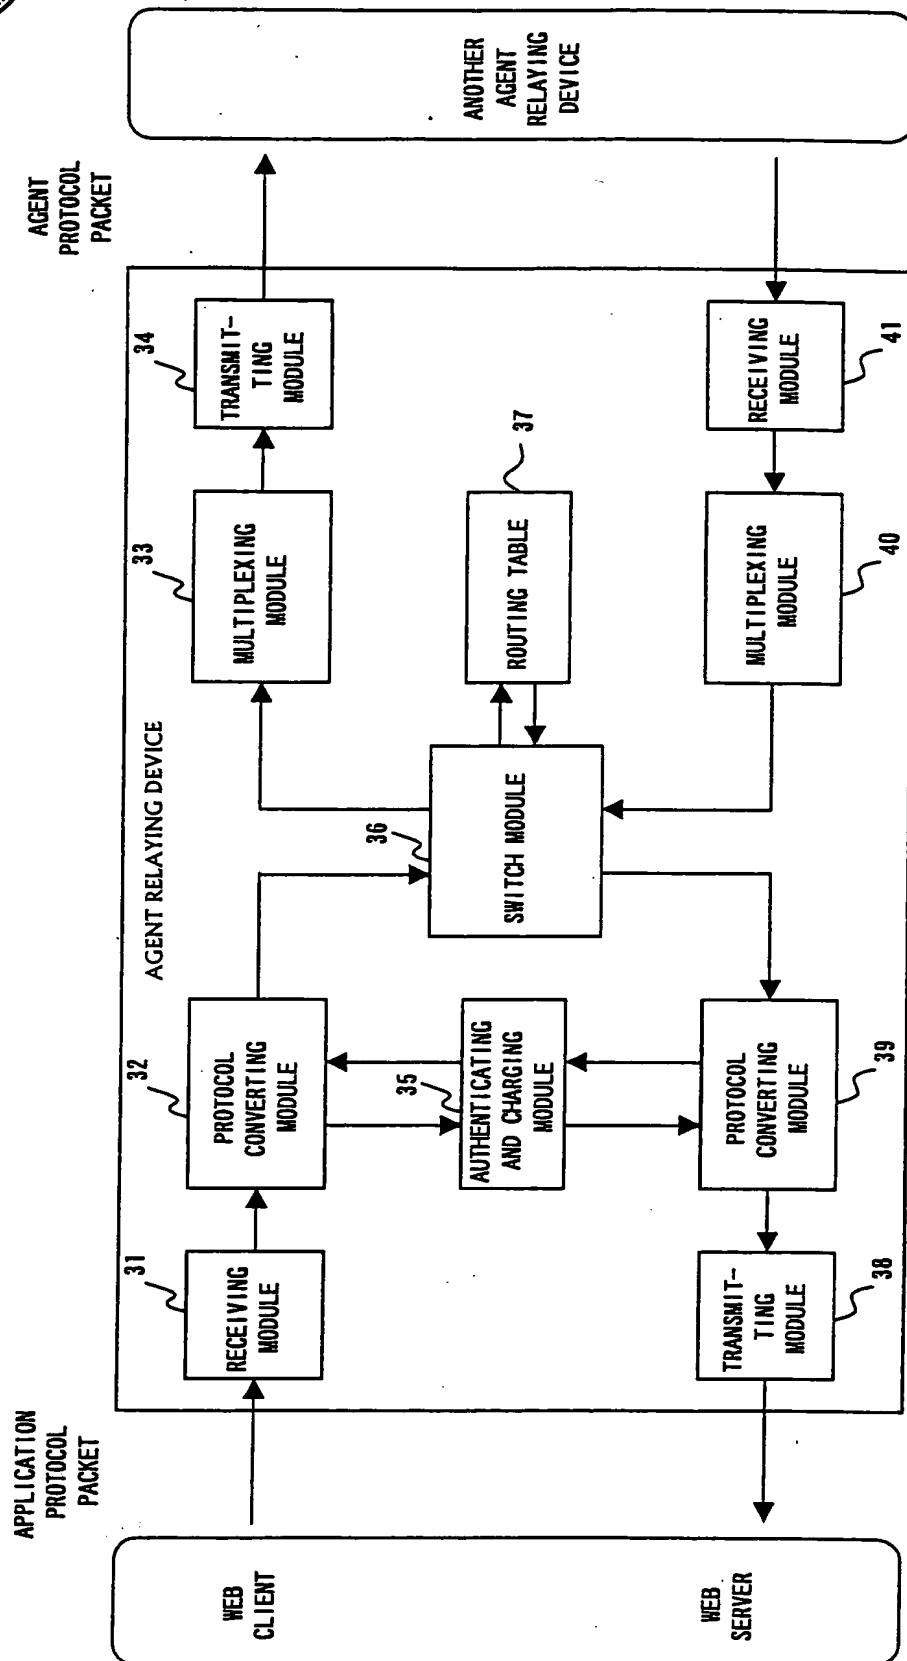 APPLICATION
PROTOCOL
PACKET
AGENT
PROTOCOL
PACKET
WEB
CLIENT
WEB
SERVER
AGENT RELAYING DEVICE
31
RECEIVING
MODULE
32
PROTOCOL
CONVERTING
MODULE
33
MULTIPLEXING
MODULE
34
TRANSMIT-
TING
MODULE
35
AUTHENTICATING
AND CHARGING
MODULE
36
SWITCH MODULE
37
ROUTING TABLE
TRANSMIT-
TING
MODULE
38
PROTOCOL
CONVERTING
MODULE
39
MULTIPLEXING
MODULE
40
RECEIVING
MODULE
41
ANOTHER
AGENT
RELAYING
DEVICE